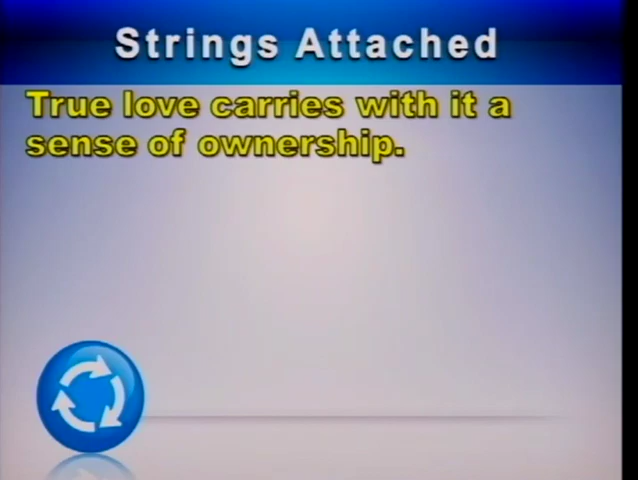 Strings Attached
True love carries with it a
sense of ownership.